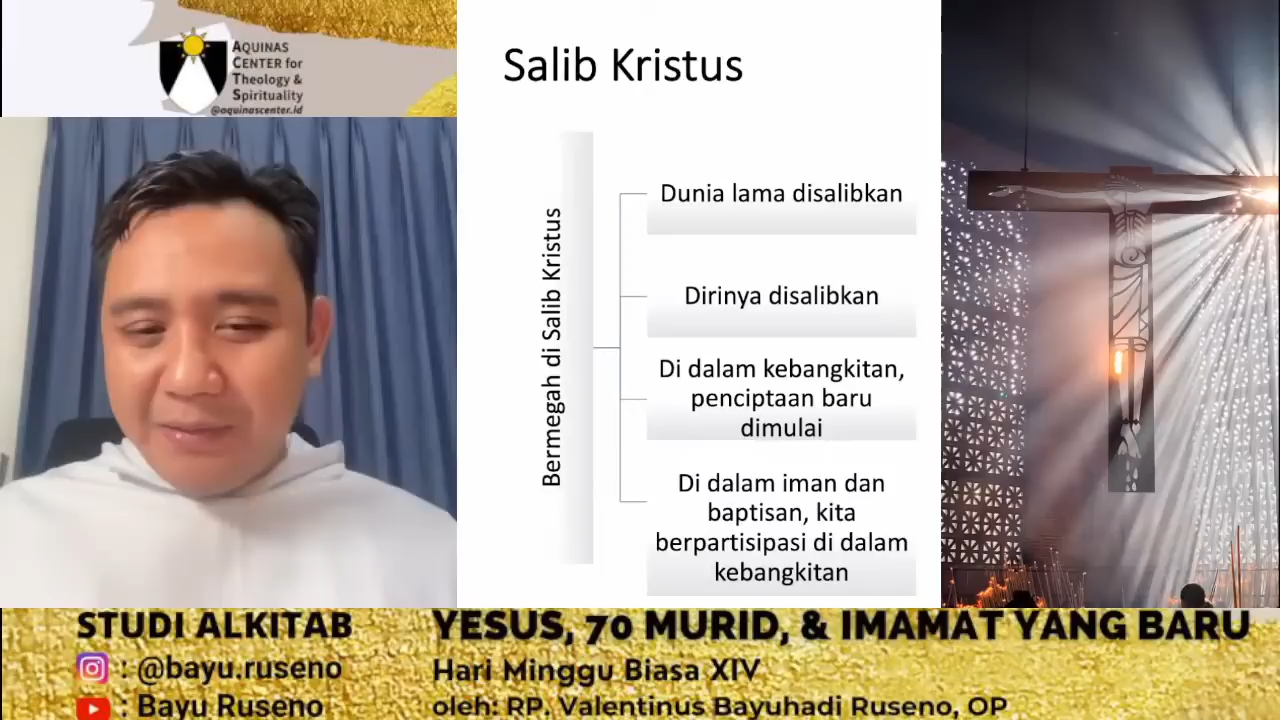 AQUINAS
CENTER for
Theology &
Spirituality
@aquinascenter.id
Salib Kristus
Bermegah di Salib Kristus
Dunia lama disalibkan
Dirinya disalibkan
Di dalam kebangkitan,
penciptaan baru
dimulai
Di dalam iman dan
baptisan, kita
berpartisipasi di dalam
kebangkitan
STUDI ALKITAB
: @bayu.ruseno
: Bayu Ruseno
YESUS, 70 MURID, & IMAMAT YANG BARU
Hari Minggu Biasa XIV
oleh: RP. Valentinus Bayuhadi Ruseno, OP